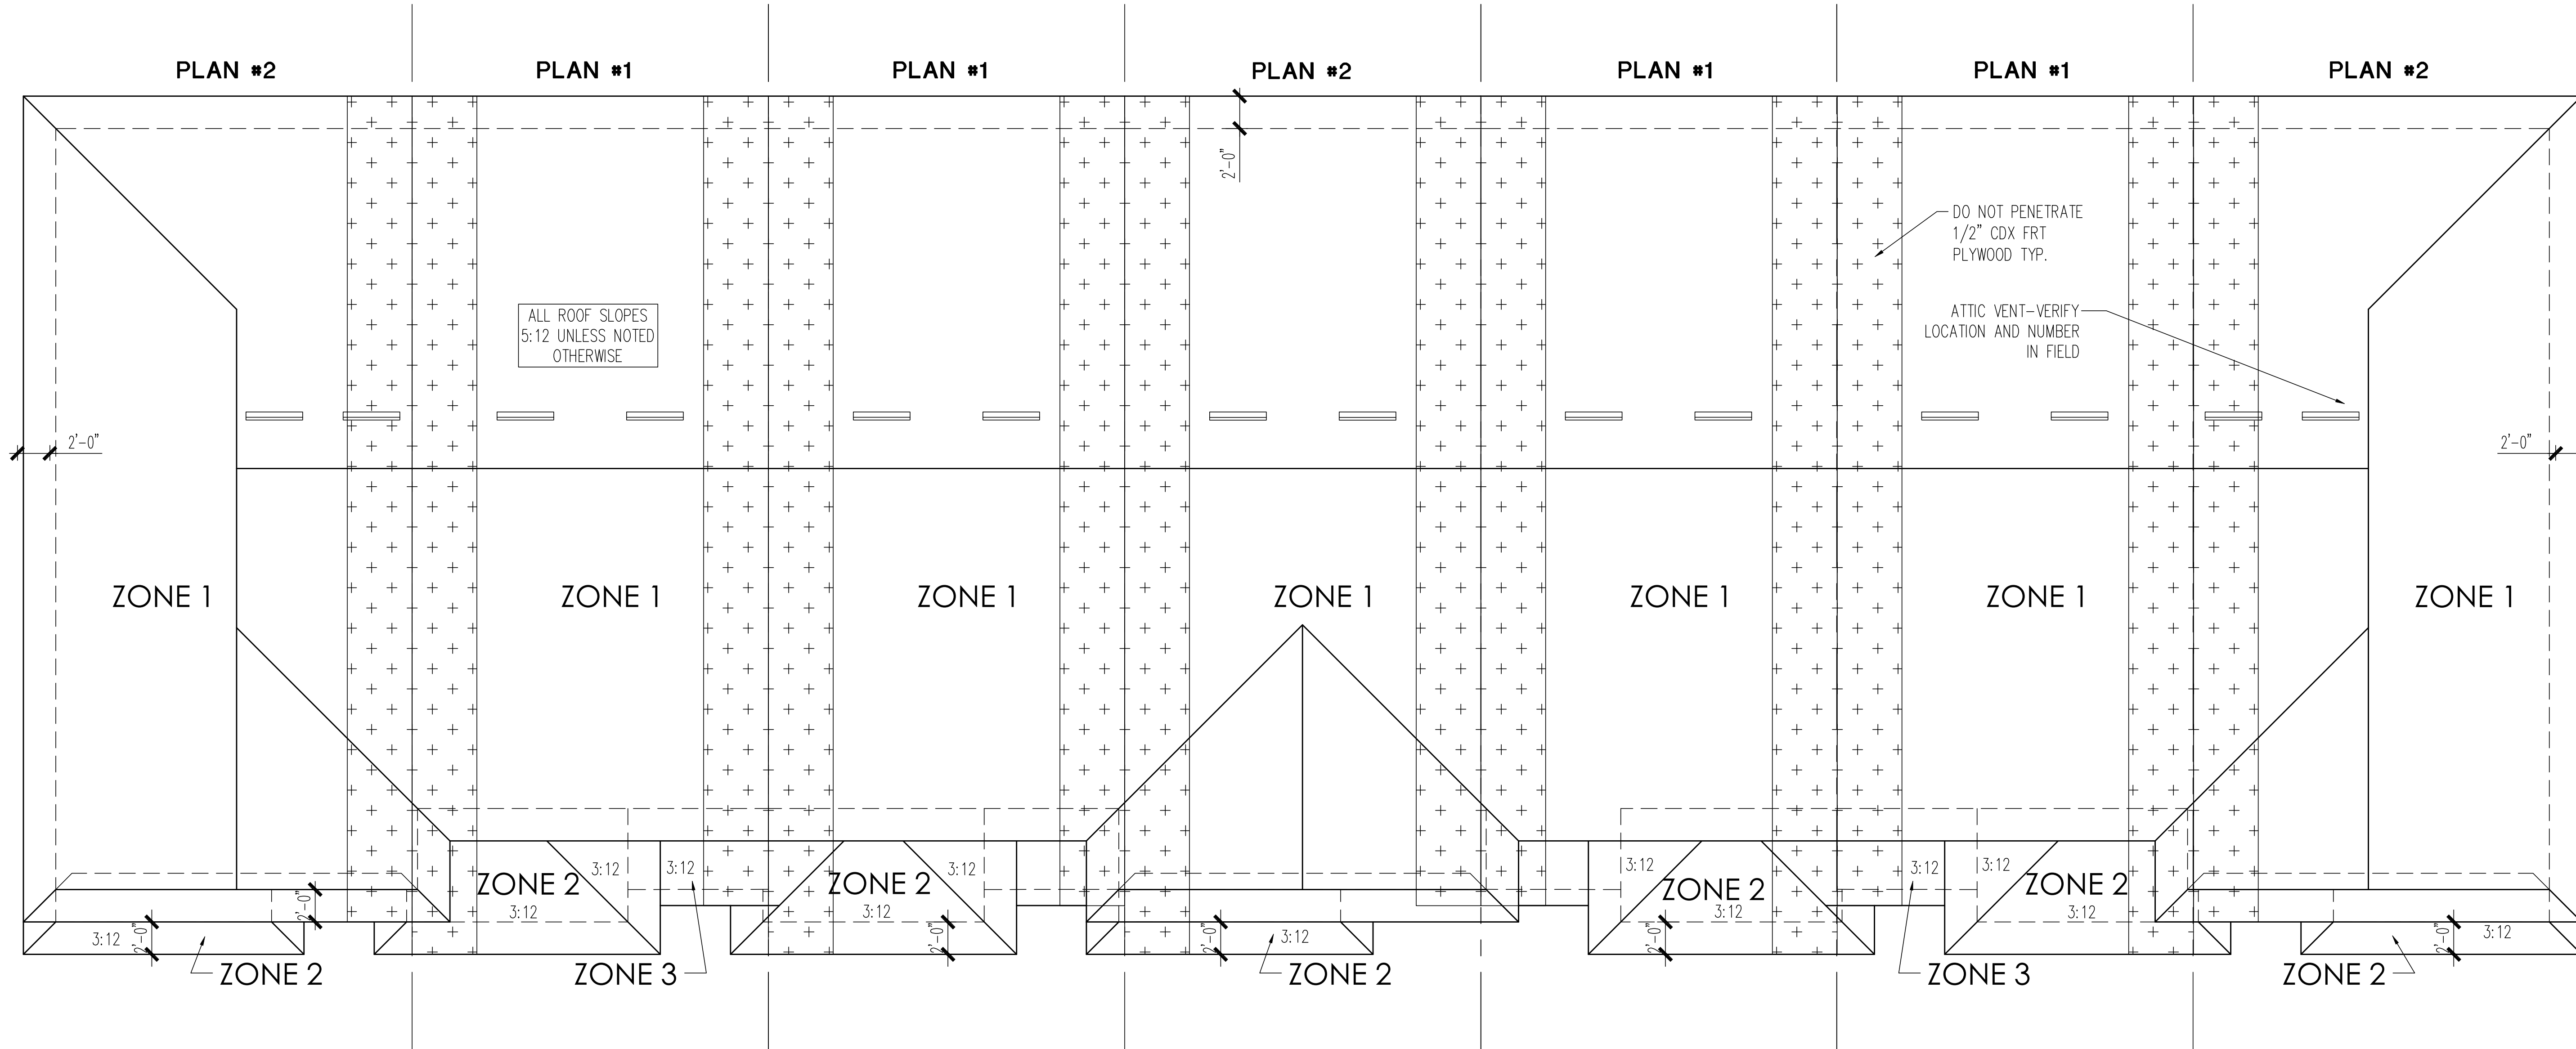 PLAN #2
PLAN #1
PLAN #1
PLAN #2
PLAN #1
PLAN #1
PLAN #2
2'-0"
DO NOT PENETRATE
1/2" CDX FRT
PLYWOOD TYP.
ALL ROOF SLOPES
5:12 UNLESS NOTED
OTHERWISE
ATTIC VENT-VERIFY
LOCATION AND NUMBER
IN FIELD
2'-0"
2'-0"
ZONE 1
ZONE 1
ZONE 1
ZONE 1
ZONE 1
ZONE 1
ZONE 1
3:12
3:12
3:12
3:12
3:12
3:12
ZONE 2
ZONE 2
ZONE 2
ZONE 2
2'-0"
3:12
3:12
3:12
3:12
3:12
2'-0"
2'-0"
2'-0"
3:12
2'-0"
2'-0"
3:12
ZONE 2
ZONE 3
ZONE 2
ZONE 3
ZONE 2